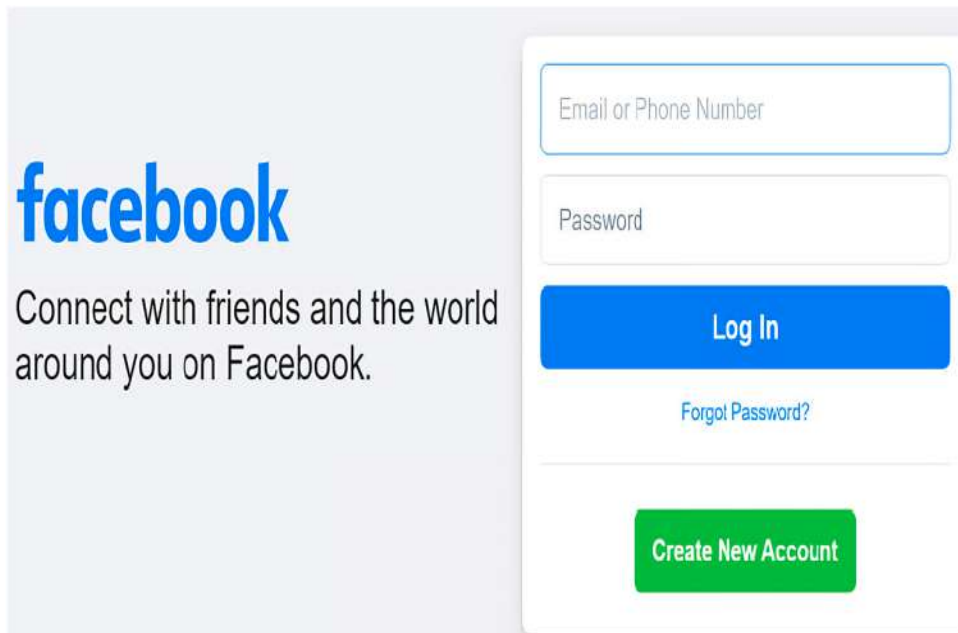 facebook
Connect with friends and the world
around you on Facebook.
Email or Phone Number
Password
Log In
Forgot Password?
Create New Account